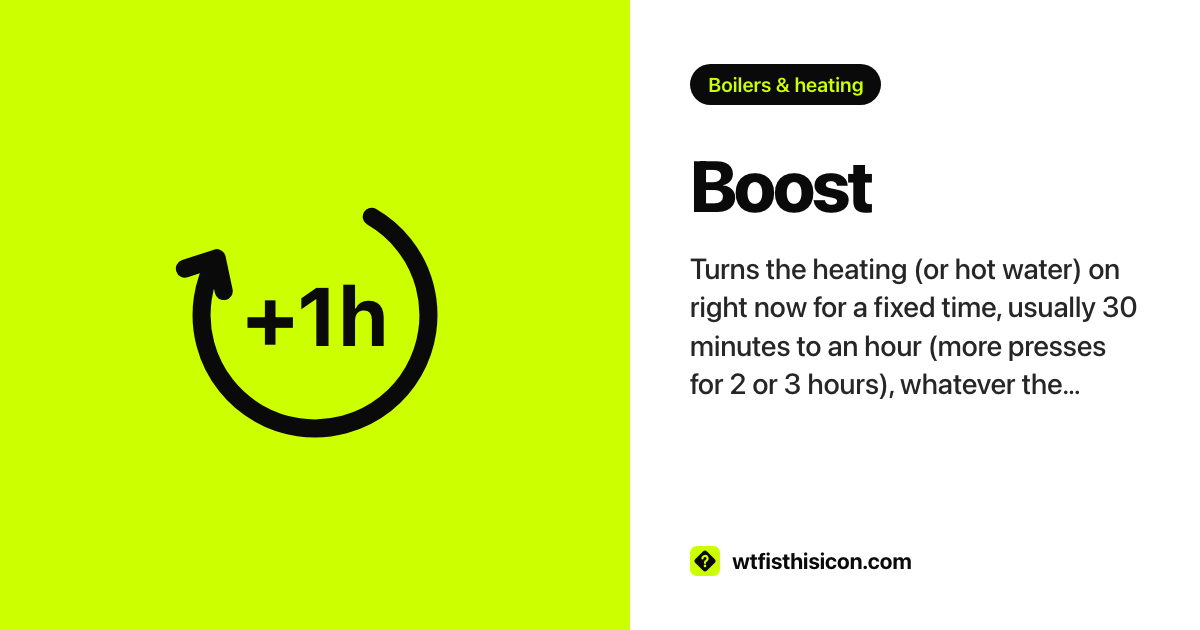 +1h
Boilers & heating
Boost
Turns the heating (or hot water) on
right now for a fixed time, usually 30
minutes to an hour (more presses
for 2 or 3 hours), whatever the...
?
wtfisthisicon.com